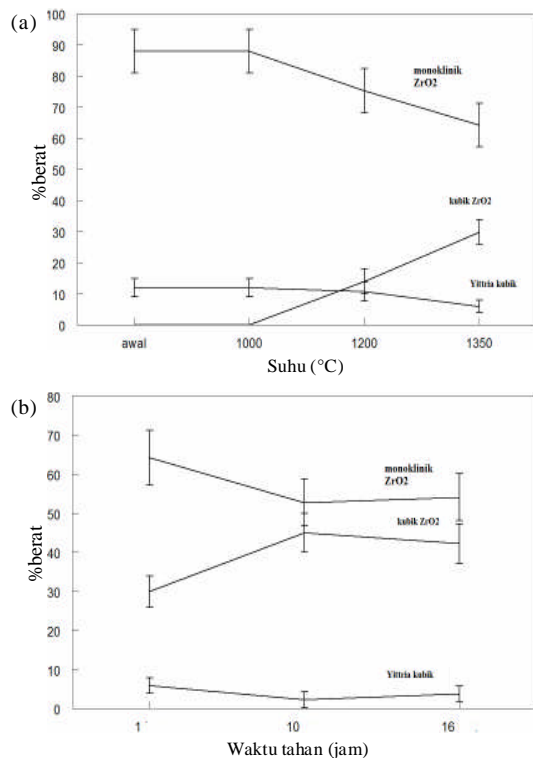 (a)
100
90
80
70
60
50
40
30
20
10
0
%berat
monoklinik
ZrO2
kubik ZrO2
Yittria kubik
awal 1000 1200 1350
Suhu (°C)
(b)
80
70
60
50
40
30
20
10
0
%berat
monoklinik
ZrO2
kubik ZrO2
Yittria kubik
1 10 16
Waktu tahan (jam)